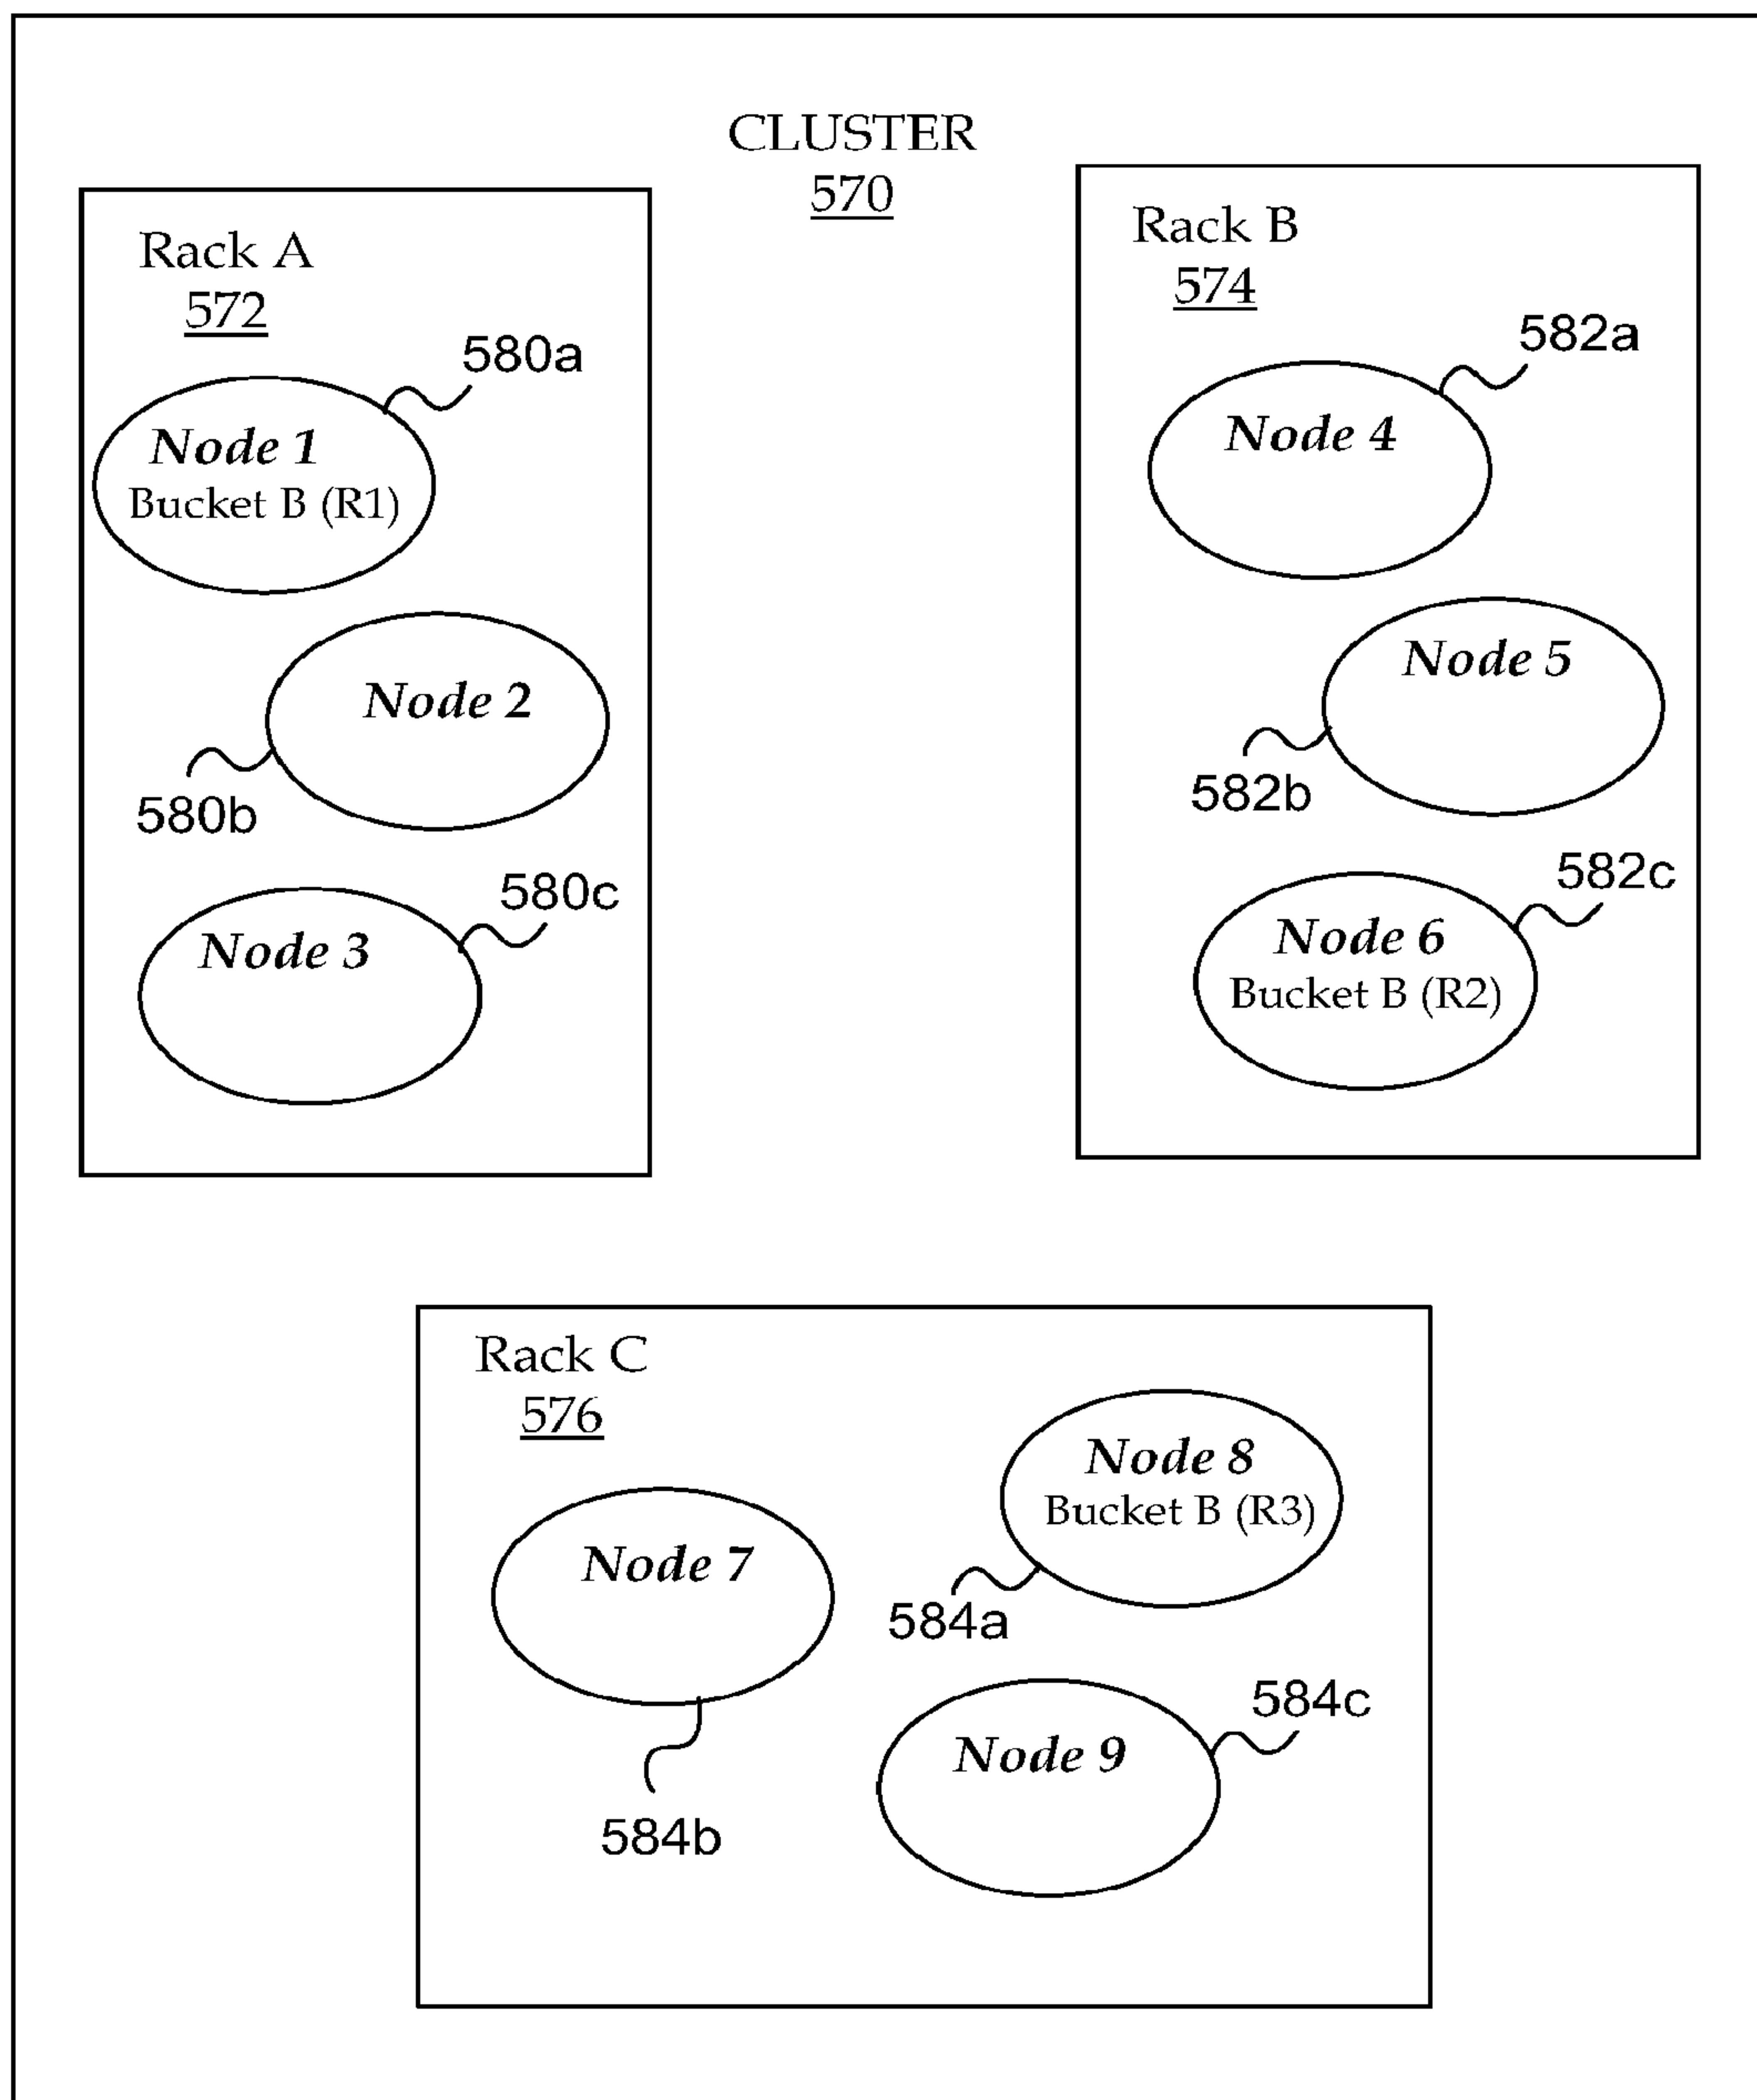 CLUSTER
570
Rack A
572
580a
Node 1
Bucket B (R1)
Node 2
580b
580c
Node 3
Rack B
574
582a
Node 4
Node 5
582b
582c
Node 6
Bucket B (R2)
Rack C
576
Node 8
Bucket B (R3)
Node 7
584a
584c
Node 9
584b